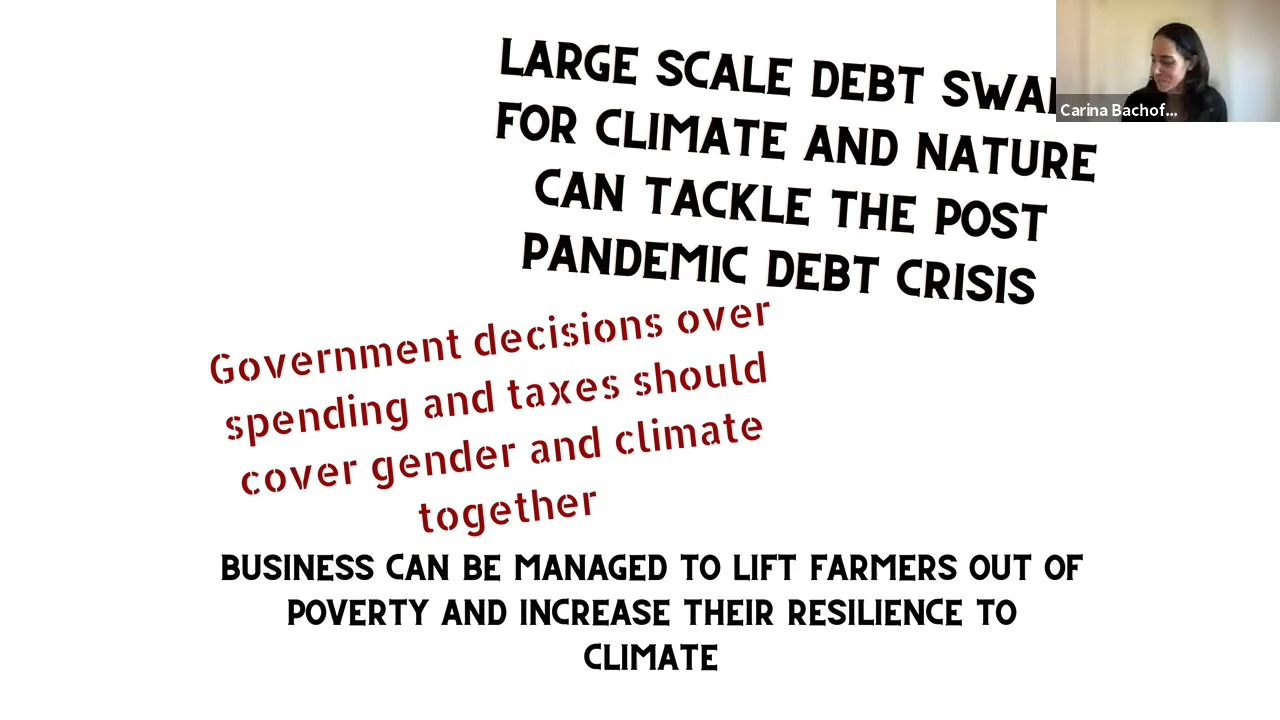 LARGE SCALE DEBT
FOR CLIMATE AND NATURE
CAN TACKLE THE POST
PANDEMIC DEBT CRISIS
Carina Bachof...
Government decisions over
spending and taxes should
cover gender and climate
together
BUSINESS CAN BE MANAGED TO LIFT FARMERS OUT OF
POVERTY AND INCREASE THEIR RESILIENCE TO
CLIMATE